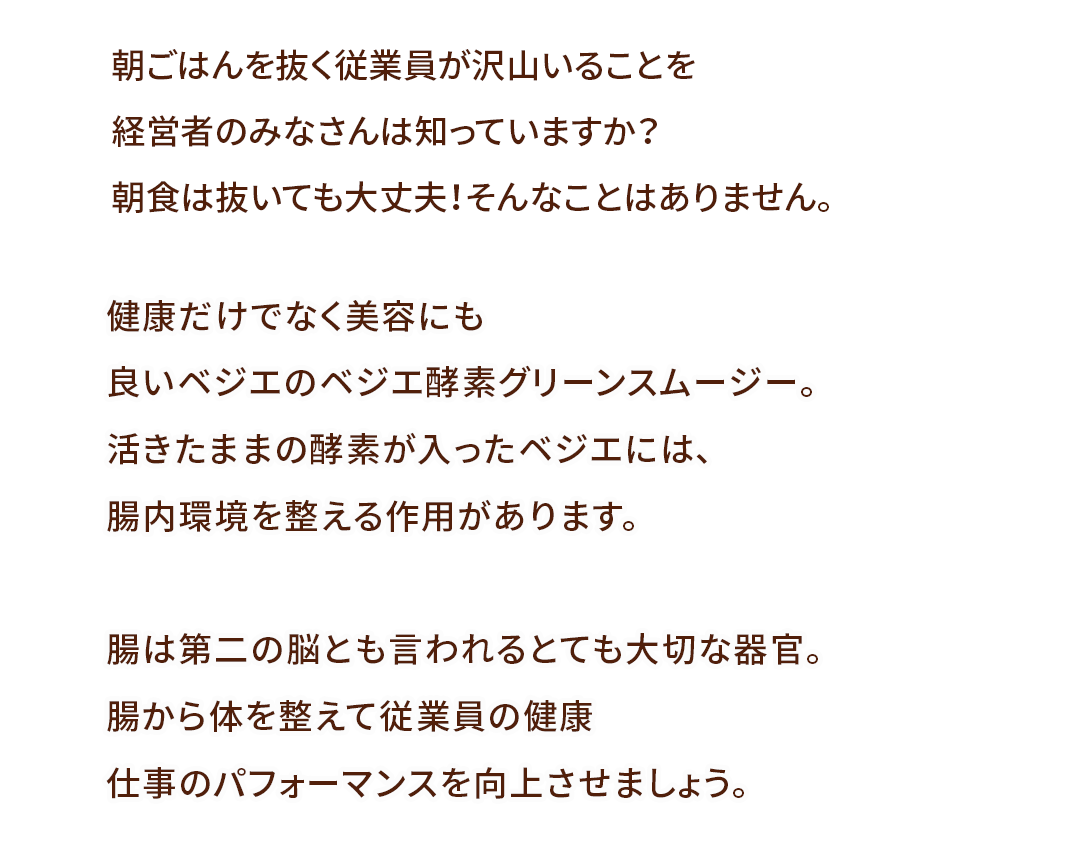 朝ごはんを抜く従業員が沢山いることを
経営者のみなさんは知っていますか？
朝食は抜いても大丈夫！そんなことはありません。
健康だけでなく美容にも
良いベジエのベジエ酵素グリーンスムージー。
活きたままの酵素が入ったベジエには、
腸内環境を整える作用があります。
腸は第二の脳とも言われるとても大切な器官。
腸から体を整えて従業員の健康
仕事のパフォーマンスを向上させましょう。